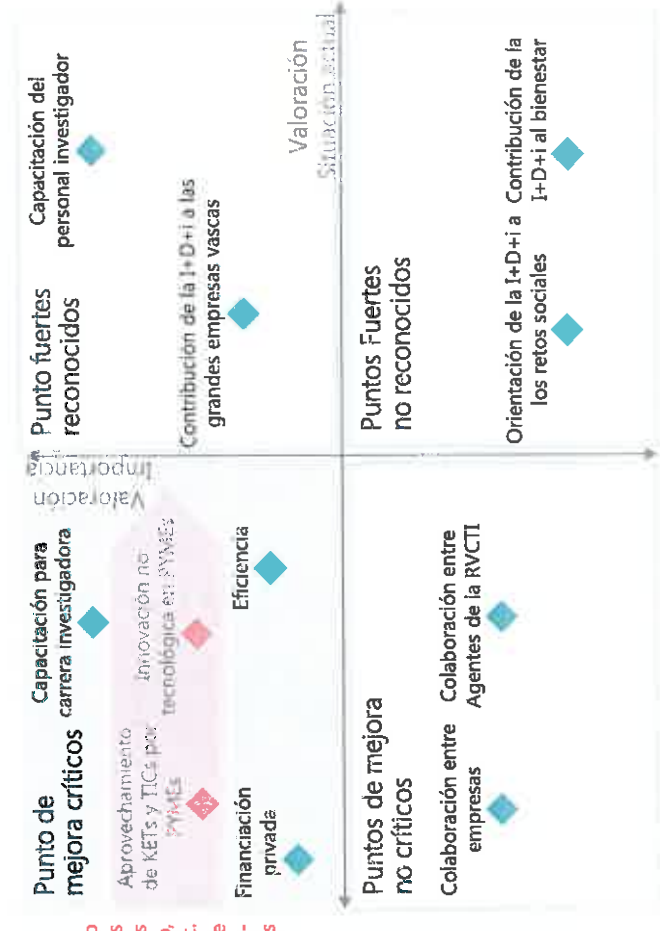 Punto de
mejora críticos
Capacitación para
carrera investigadora
Aprovechamiento
de KETs y TICs por
PYMEs
Innovación no
tecnológica en PYMEs
Financiación
privada
Eficiencia
Valoración
Importancia
Punto fuertes
reconocidos
Capacitación del
personal investigador
Contribución de la I+D+i a las
grandes empresas vascas
Valoración
Situación actual
Puntos de mejora
no críticos
Colaboración entre
empresas
Colaboración entre
Agentes de la RVCTI
Puntos Fuertes
no reconocidos
Orientación de la I+D+i a
los retos sociales
Contribución de la
I+D+i al bienestar